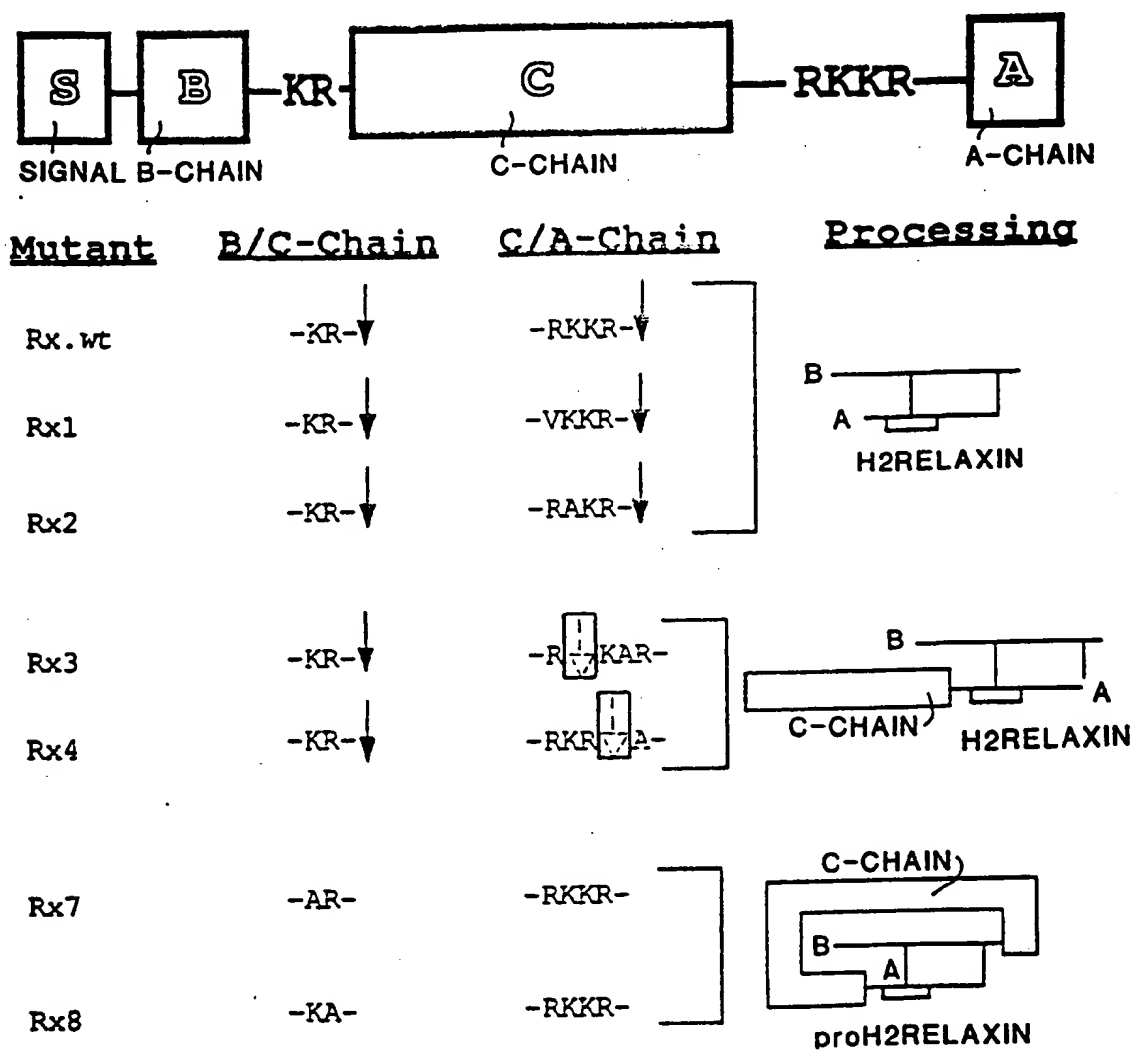 S B KR C RKKR A
SIGNAL B-CHAIN C-CHAIN A-CHAIN
Mutant B/C-Chain C/A-Chain Processing
Rx.wt -KR- -RKKR-
B
Rx1 -KR- -VKKR-
A
H2RELAXIN
Rx2 -KR- -RAKR-
Rx3 -KR- -R KAR-
B
A
C-CHAIN
H2RELAXIN
Rx4 -KR- -RKR A-
C-CHAIN
Rx7 -AR- -RKKR-
B
A
Rx8 -KA- -RKKR-
proH2RELAXIN